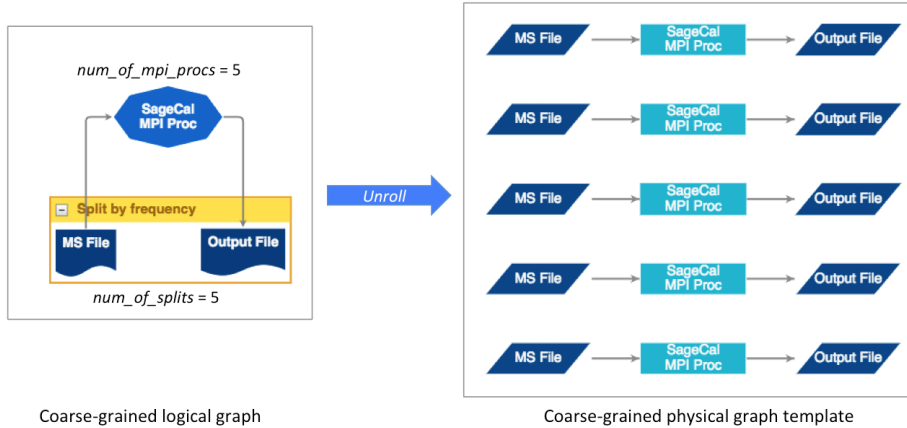 num_of_mpi_procs = 5
SageCal
MPI Proc
Split by frequency
MS File
Output File
num_of_splits = 5
Coarse-grained logical graph
Unroll
MS File
SageCal
MPI Proc
Output File
MS File
SageCal
MPI Proc
Output File
MS File
SageCal
MPI Proc
Output File
MS File
SageCal
MPI Proc
Output File
MS File
SageCal
MPI Proc
Output File
Coarse-grained physical graph template